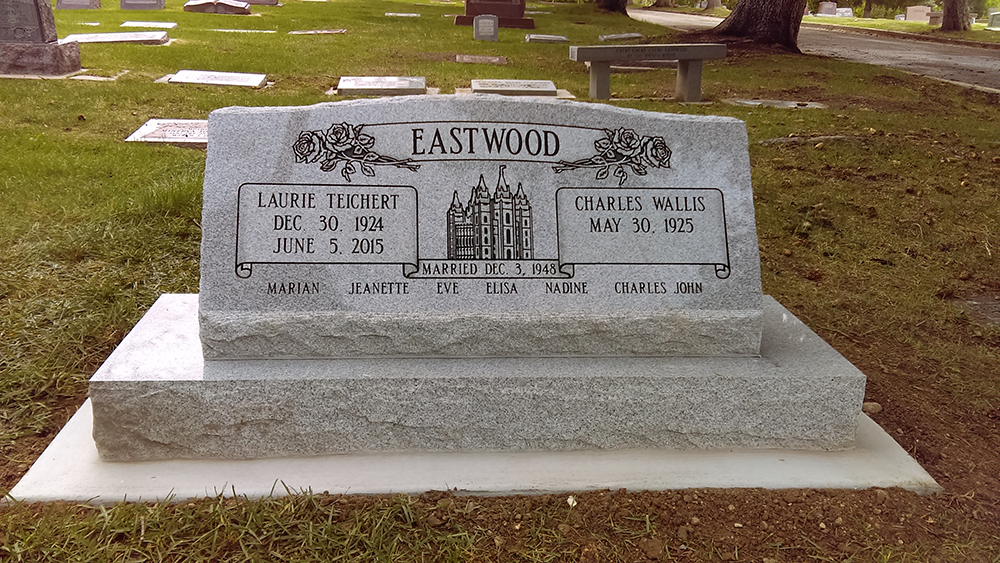 EASTWOOD
LAURIE TEICHERT
DEC. 30. 1924
JUNE 5. 2015
CHARLES WALLIS
MAY 30. 1925
MARRIED DEC. 3, 1948
MARIAN JEANETTE EVE ELISA NADINE CHARLES JOHN